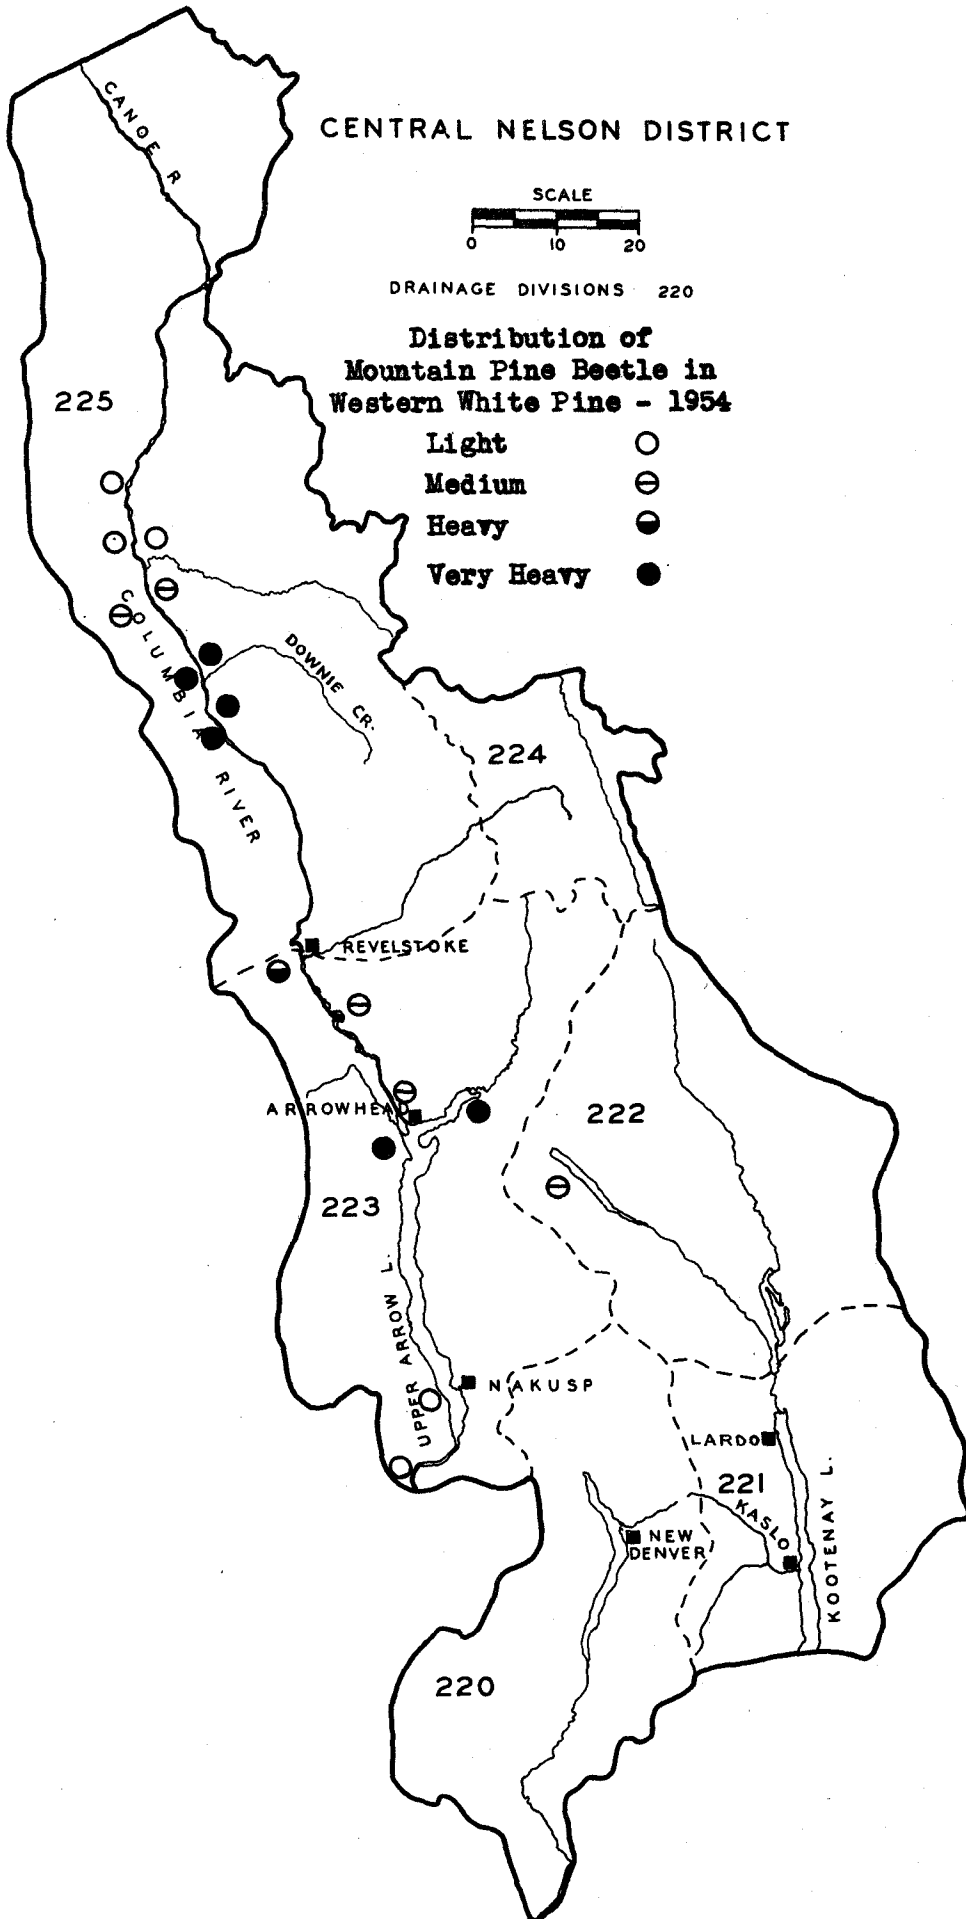 CANOE R
CENTRAL NELSON DISTRICT
SCALE
0 10 20
DRAINAGE DIVISIONS 220
Distribution of
Mountain Pine Beetle in
Western White Pine - 1954
225
Light
Medium
Heavy
Very Heavy
COLUMBIA RIVER
DOWNIE CR.
224
REVELSTOKE
ARROWHEAD
222
223
UPPER ARROW L.
NAKUSP
LARDO
221
KASLO
NEW
DENVER
KOOTENAY L.
220